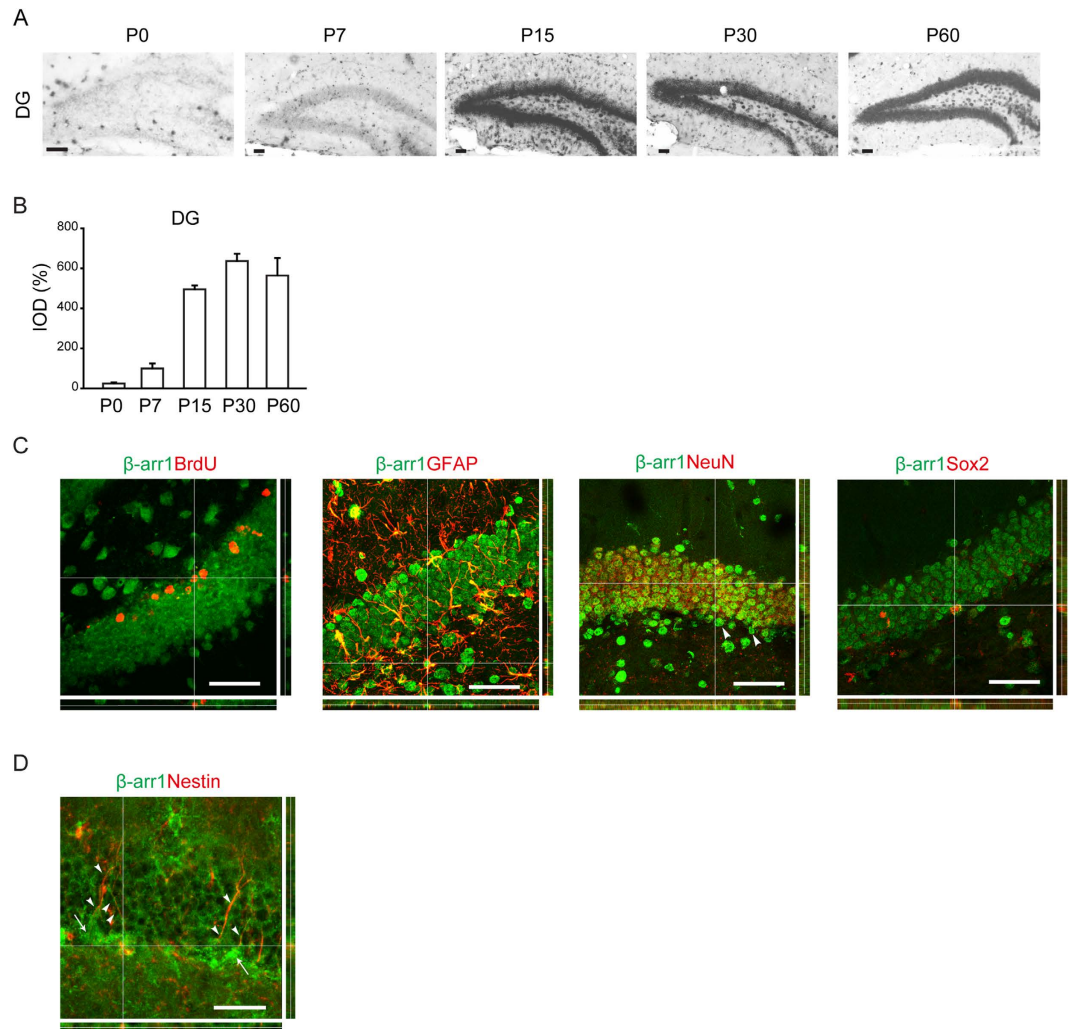 A
P0 P7 P15 P30 P60
DG
B
DG
IOD (%)
800
600
400
200
0
P0 P7 P15 P30 P60
C
β-arr1BrdU β-arr1GFAP β-arr1NeuN β-arr1Sox2
D
β-arr1Nestin